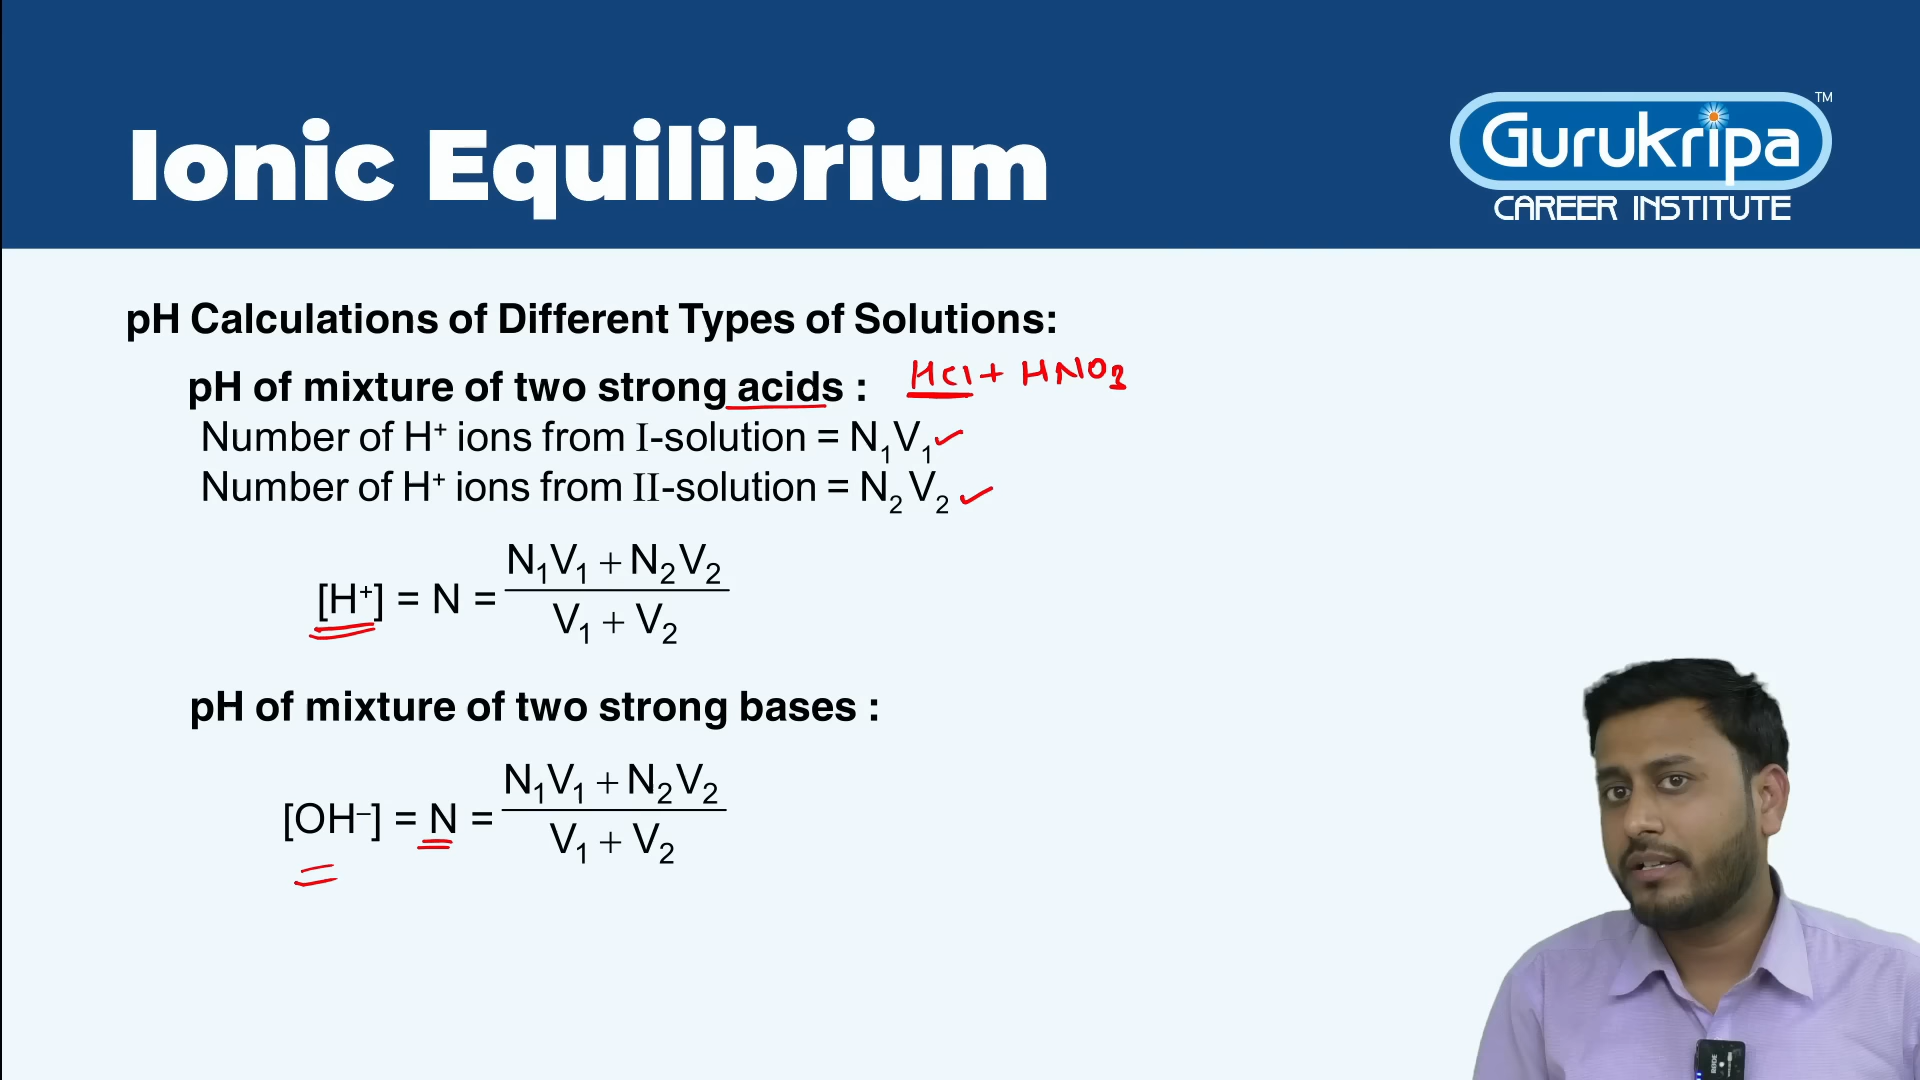 Ionic Equilibrium
Gurukripa TM
CAREER INSTITUTE
pH Calculations of Different Types of Solutions:
pH of mixture of two strong acids : HCl + HNO3
Number of H⁺ ions from I-solution = N₁V₁
Number of H⁺ ions from II-solution = N₂V₂
[H⁺] = N = (N₁V₁ + N₂V₂) / (V₁ + V₂)
pH of mixture of two strong bases :
[OH⁻] = N = (N₁V₁ + N₂V₂) / (V₁ + V₂)
RODE